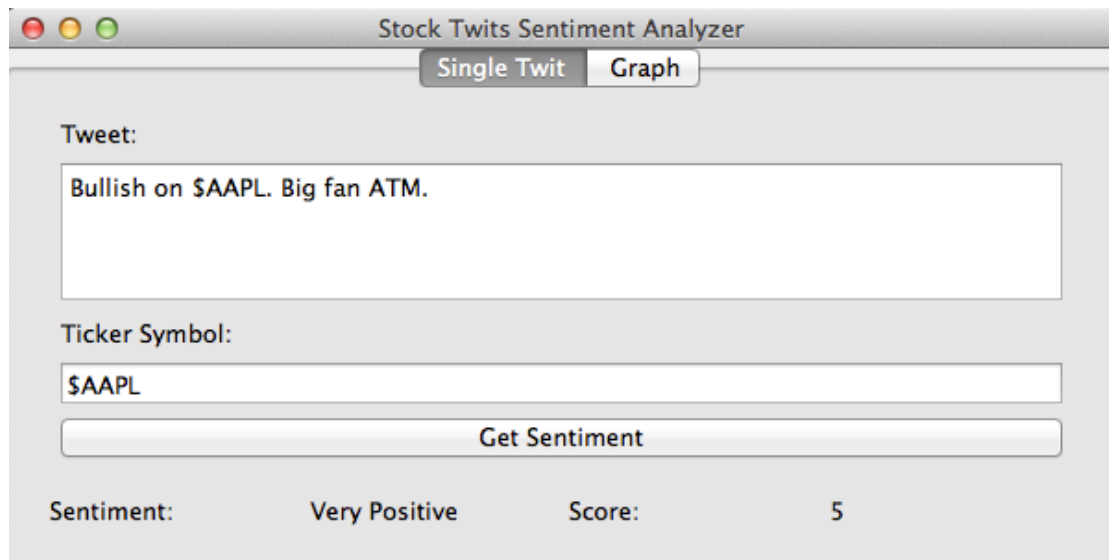 Stock Twits Sentiment Analyzer
Single Twit Graph
Tweet:
Bullish on $AAPL. Big fan ATM.
Ticker Symbol:
$AAPL
Get Sentiment
Sentiment: Very Positive Score: 5